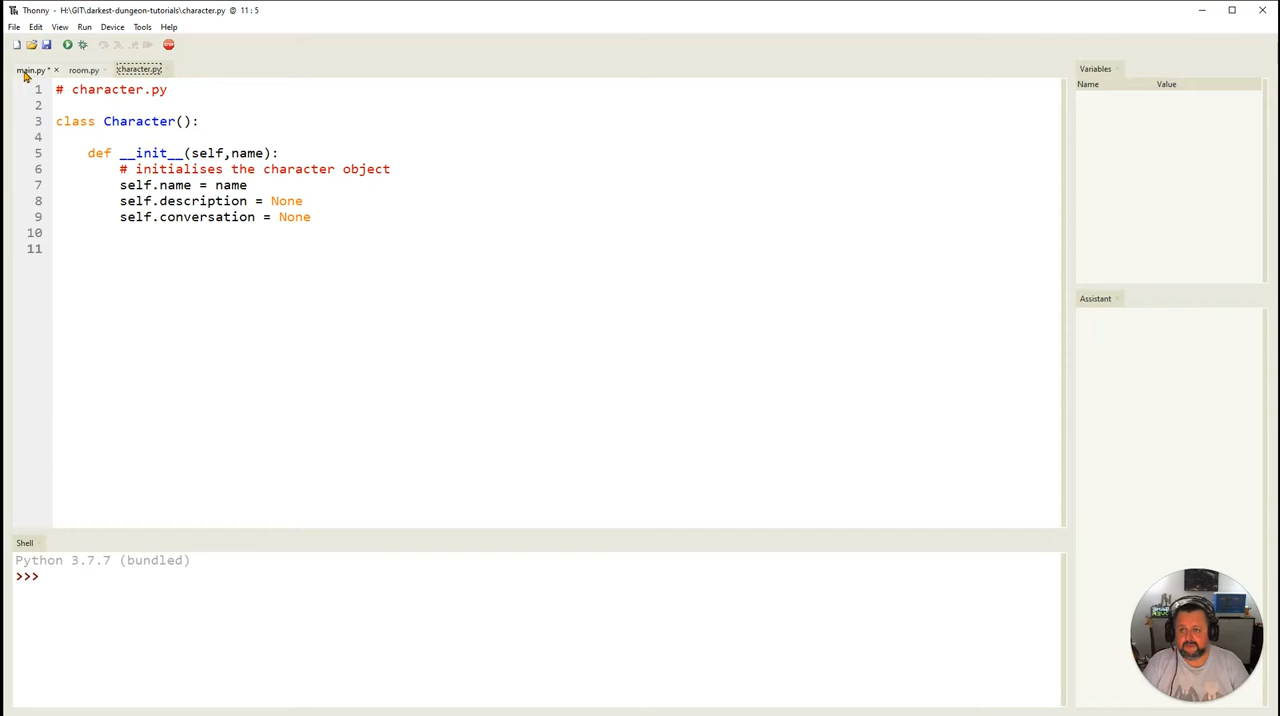 Thonny - H:\GIT\darkest-dungeon-tutorials\character.py @ 11 : 5
File Edit View Run Device Tools Help
main.py * × room.py character.py
1 # character.py
2
3 class Character():
4
5 def __init__(self,name):
6 # initialises the character object
7 self.name = name
8 self.description = None
9 self.conversation = None
10
11
Variables
Name Value
Assistant
Shell
Python 3.7.7 (bundled)
>>>